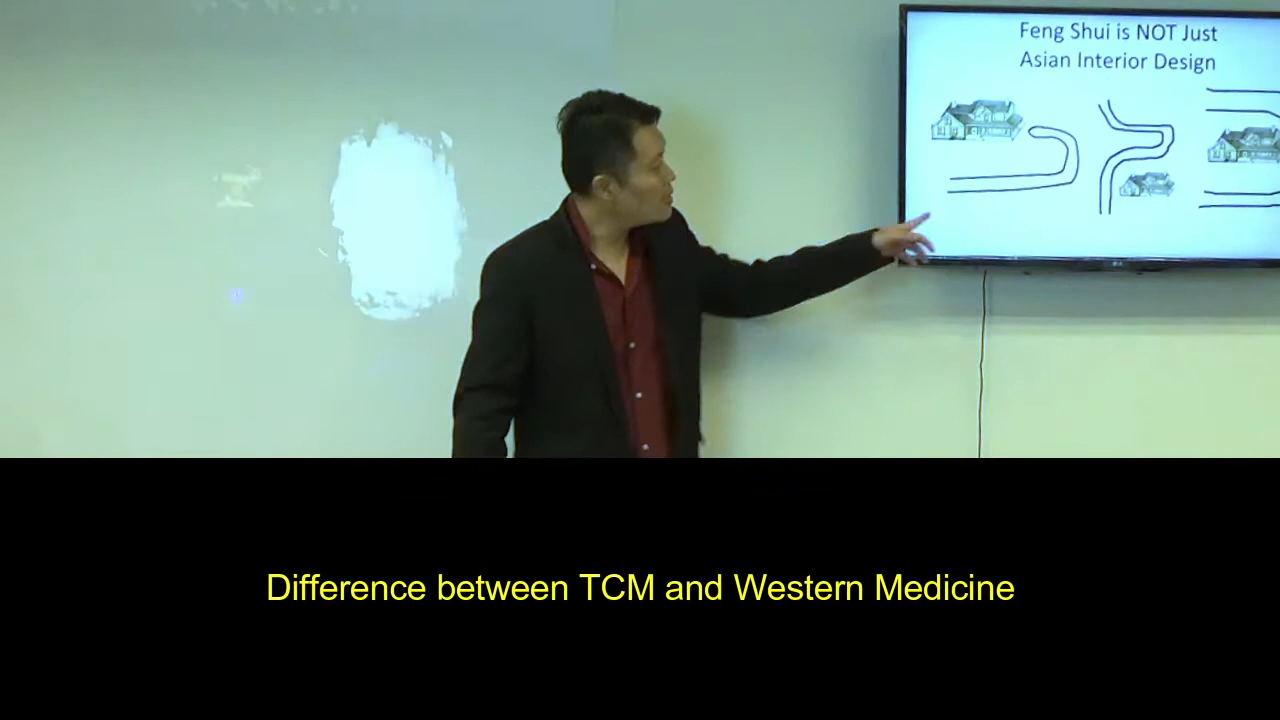 Feng Shui is NOT Just
Asian Interior Design
Difference between TCM and Western Medicine